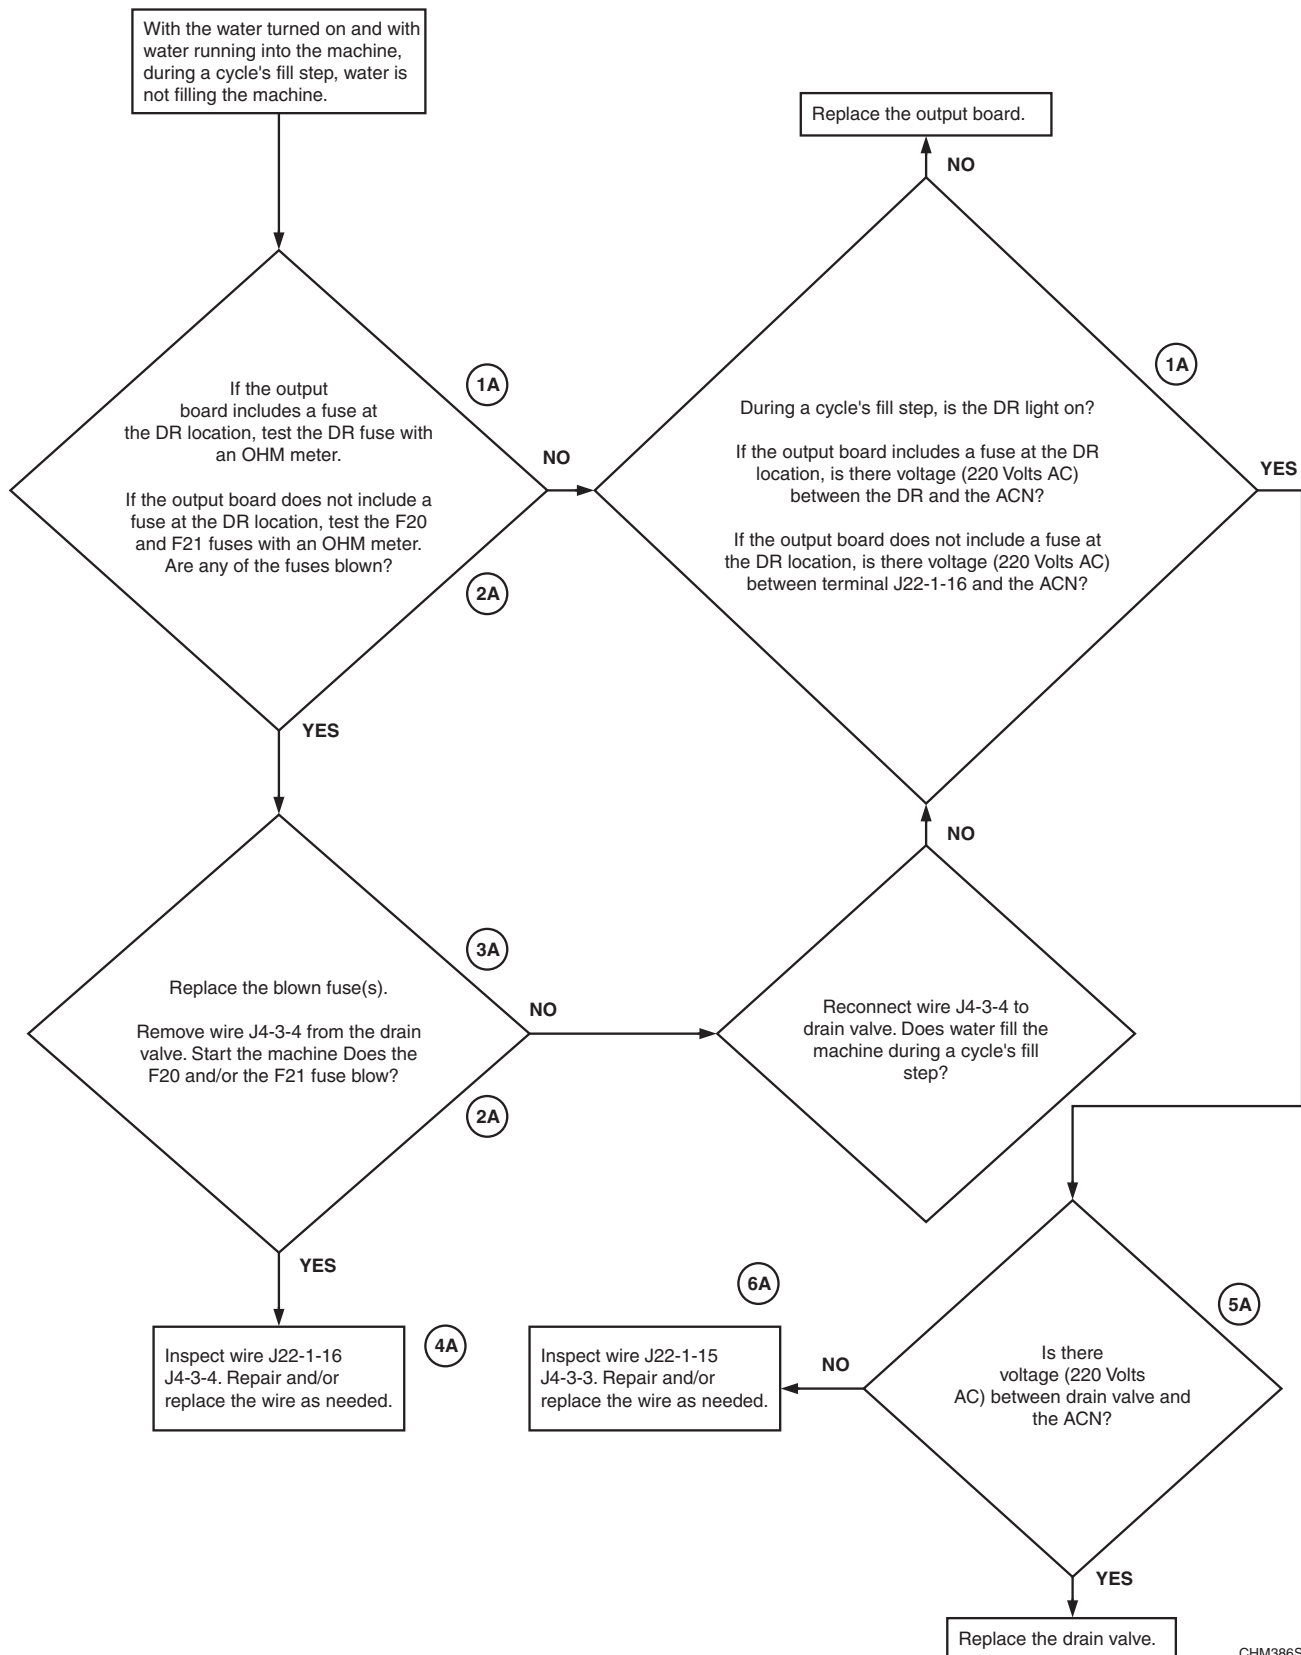 With the water turned on and with
water running into the machine,
during a cycle's fill step, water is
not filling the machine.
Replace the output board.
NO
1A
If the output
board includes a fuse at
the DR location, test the DR fuse with
an OHM meter.
If the output board does not include a
fuse at the DR location, test the F20
and F21 fuses with an OHM meter.
Are any of the fuses blown?
2A
NO
1A
During a cycle's fill step, is the DR light on?
If the output board includes a fuse at the DR
location, is there voltage (220 Volts AC)
between the DR and the ACN?
If the output board does not include a fuse at
the DR location, is there voltage (220 Volts AC)
between terminal J22-1-16 and the ACN?
YES
YES
NO
3A
Replace the blown fuse(s).
Remove wire J4-3-4 from the drain
valve. Start the machine Does the
F20 and/or the F21 fuse blow?
2A
NO
Reconnect wire J4-3-4 to
drain valve. Does water fill the
machine during a cycle's fill
step?
YES
Inspect wire J22-1-16
J4-3-4. Repair and/or
replace the wire as needed.
4A
6A
Inspect wire J22-1-15
J4-3-3. Repair and/or
replace the wire as needed.
NO
5A
Is there
voltage (220 Volts
AC) between drain valve and
the ACN?
YES
Replace the drain valve.
CHM386S